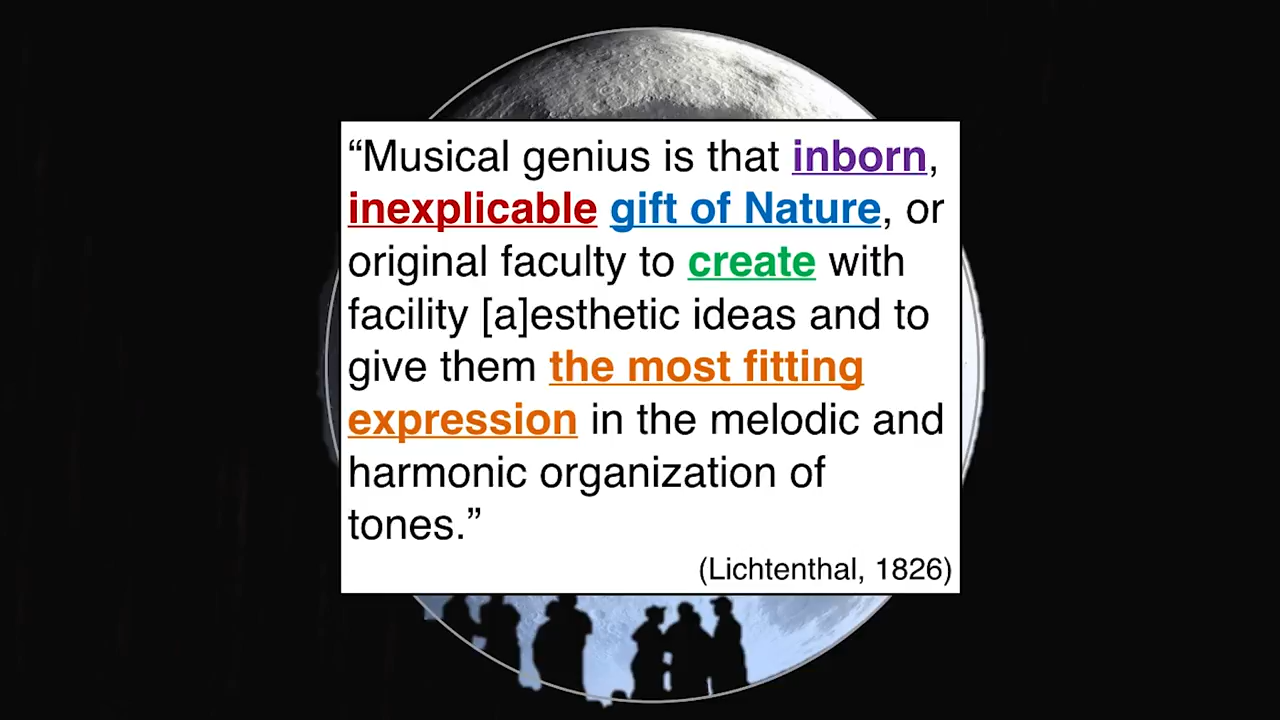 “Musical genius is that inborn,
inexplicable gift of Nature, or
original faculty to create with
facility [a]esthetic ideas and to
give them the most fitting
expression in the melodic and
harmonic organization of
tones.”
(Lichtenthal, 1826)